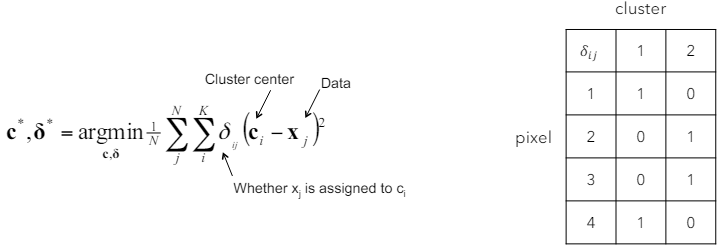 cluster
Cluster center
Data
c*, δ* = argmin 1/N Σ Σ δij (ci − xj)²
c,δ
N
j
K
i
Whether xj is assigned to ci
pixel
δij 1 2
1 1 0
2 0 1
3 0 1
4 1 0